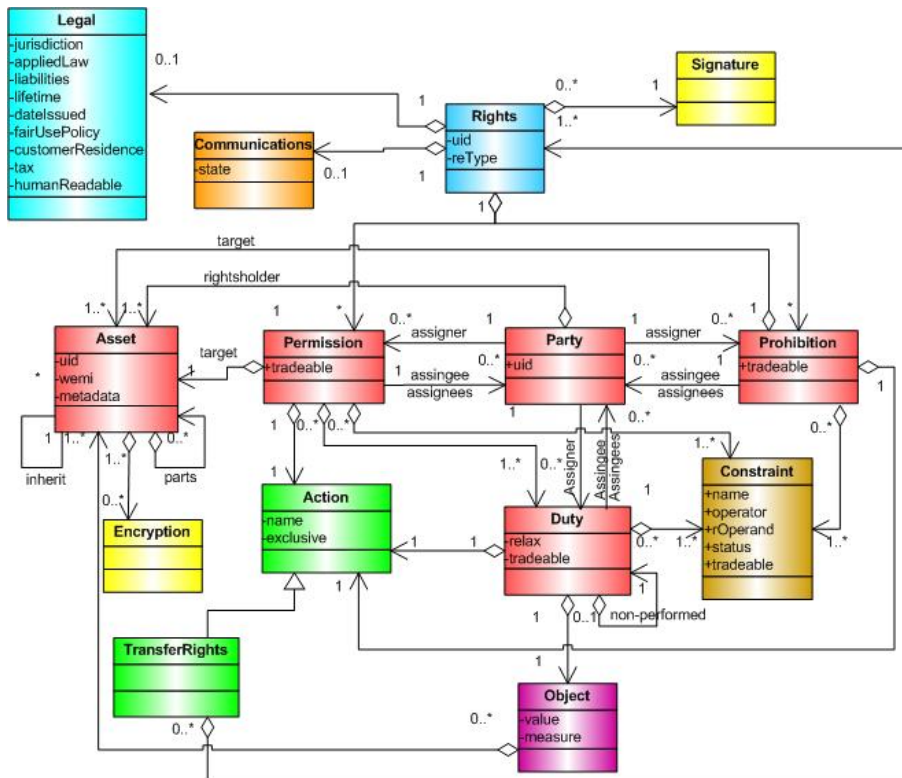 Legal
-jurisdiction
-appliedLaw
-liabilities
-lifetime
-dateIssued
-fairUsePolicy
-customerResidence
-tax
-humanReadable
0..1
1
Communications
-state
0..1
1
Rights
-uid
-reType
0..*
1
1..*
Signature
1
target
rightsholder
1..*
1..*
1
*
0..*
1
1
0..*
1
*
Asset
-uid
-wemi
-metadata
*
1
inherit
1..*
1..*
0..*
parts
target
1
Permission
+tradeable
assigner
1
0..*
assingee
assignees
Party
+uid
1
assigner
0..*
1
assingee
assignees
Prohibition
+tradeable
1
0..*
1
0..*
0..*
1..*
0..*
Assigner
Assingee
Assingees
0..*
1..*
0..*
Encryption
1
Action
-name
-exclusive
1
1
1
Duty
-relax
-tradeable
1
0..*
1..*
1
non-performed
1
0..1
Constraint
+name
+operator
+rOperand
+status
+tradeable
1..*
TransferRights
0..*
1
Object
-value
-measure
0..*